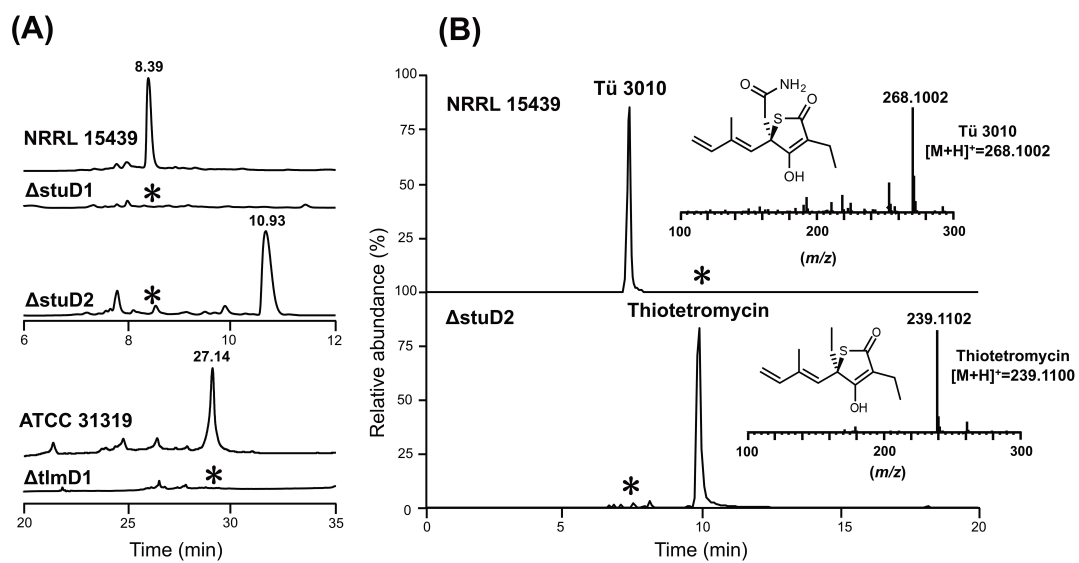 (A)
8.39
NRRL 15439
ΔstuD1
*
10.93
ΔstuD2
*
6
8
10
12
27.14
ATCC 31319
ΔtlmD1
*
20
25
30
35
Time (min)
(B)
Relative abundance (%)
100
75
50
25
100
75
50
25
0
NRRL 15439
Tü 3010
*
O
NH2
S
O
OH
268.1002
Tü 3010
[M+H]+=268.1002
100
200
300
(m/z)
ΔstuD2
Thiotetromycin
*
S
O
OH
239.1102
Thiotetromycin
[M+H]+=239.1100
100
200
300
(m/z)
0
5
10
15
20
Time (min)